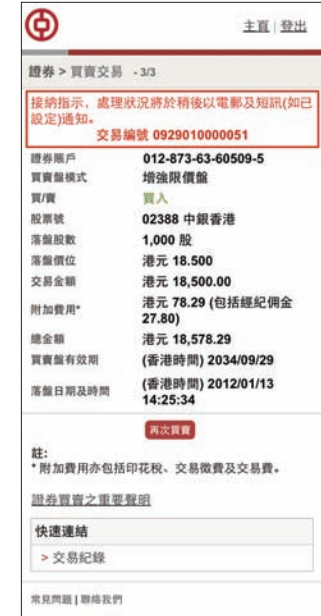 主頁 | 登出
證券 > 買賣交易 - 3/3
接納指示，處理狀況將於稍後以電郵及短訊(如已
設定)通知。
交易編號 0929010000051
證券賬戶 012-873-63-60509-5
買賣盤模式 增強限價盤
買/賣 買入
股票號 02388 中銀香港
落盤股數 1,000 股
落盤價位 港元 18.500
交易金額 港元 18,500.00
附加費用* 港元 78.29 (包括經紀佣金
27.80)
總金額 港元 18,578.29
買賣盤有效期 (香港時間) 2034/09/29
落盤日期及時間 (香港時間) 2012/01/13
14:25:34
再次買賣
註:
* 附加費用亦包括印花稅、交易徵費及交易費。
證券買賣之重要聲明
快速連結
> 交易紀錄
常見問題 | 聯絡我們